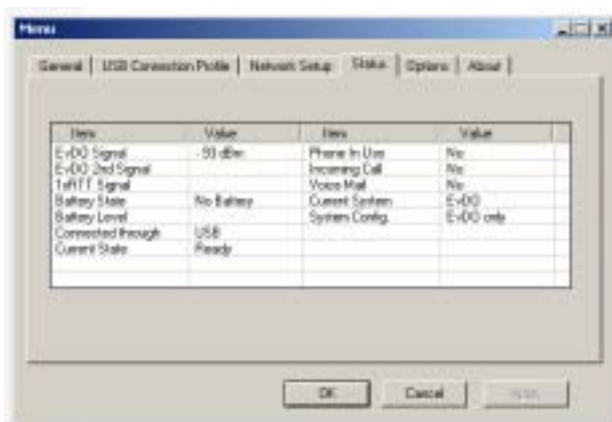 Menu
General USB Connection Profile Network Setup Status Options About
Item Value Item Value
EvDO Signal dBm Phone In Use No
EvDO 2nd Signal Incoming Call No
1xRTT Signal Voice Mail No
Battery State No Battery Current System EvDO
Battery Level System Config. EvDO only
Connected through USB
Current State Ready
OK Cancel Apply